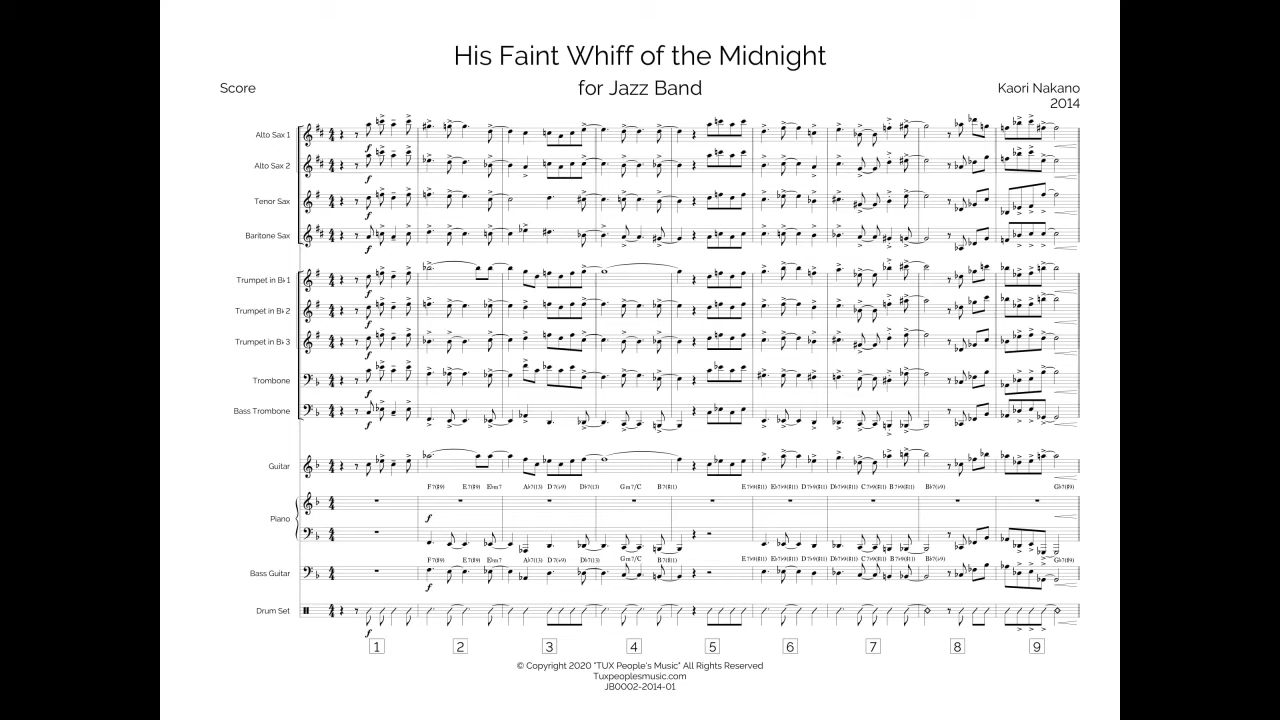 His Faint Whiff of the Midnight
for Jazz Band
Score
Kaori Nakano
2014
Alto Sax 1
Alto Sax 2
Tenor Sax
Baritone Sax
Trumpet in B♭ 1
Trumpet in B♭ 2
Trumpet in B♭ 3
Trombone
Bass Trombone
Guitar
Piano
Bass Guitar
Drum Set
1 2 3 4 5 6 7 8 9
© Copyright 2020 "TUX People's Music" All Rights Reserved
Tuxpeoplesmusic.com
JB0002-2014-01